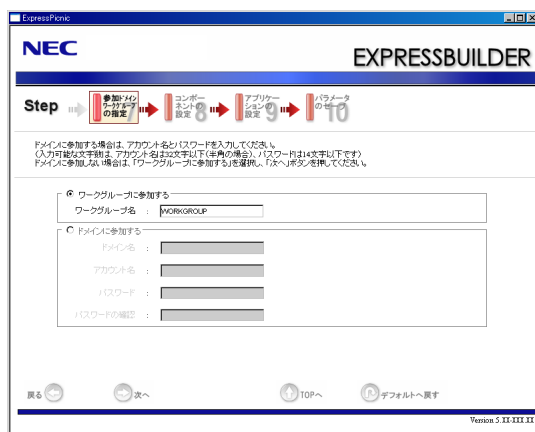 ExpressPicnic
NEC
EXPRESSBUILDER
Step
参加ドメイン
ワークグループ
の指定 7
コンポー
ネントの
設定 8
アプリケー
ションの
設定 9
パラメータ
のセーブ 10
ドメインに参加する場合は、アカウント名とパスワードを入力してください。
(入力可能な文字数は、アカウント名は32文字以下(半角の場合)、パスワードは14文字以下です)
ドメインに参加しない場合は、「ワークグループに参加する」を選択し、「次へ」ボタンを押してください。
ワークグループに参加する
ワークグループ名 : WORKGROUP
ドメインに参加する
ドメイン名 :
アカウント名 :
パスワード :
パスワードの確認 :
戻る
次へ
TOPへ
デフォルトへ戻す
Version 5.XX-XXX.XX